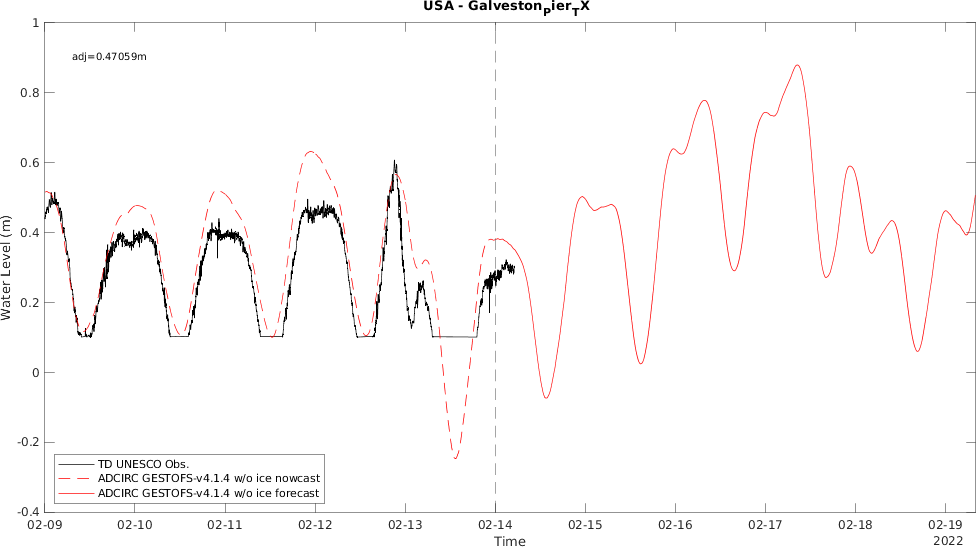 USA - GalvestonPierTX
1
adj=0.47059m
0.8
0.6
0.4
0.2
0
-0.2
-0.4
Water Level (m)
TD UNESCO Obs.
ADCIRC GESTOFS-v4.1.4 w/o ice nowcast
ADCIRC GESTOFS-v4.1.4 w/o ice forecast
02-09 02-10 02-11 02-12 02-13 02-14 02-15 02-16 02-17 02-18 02-19
Time
2022